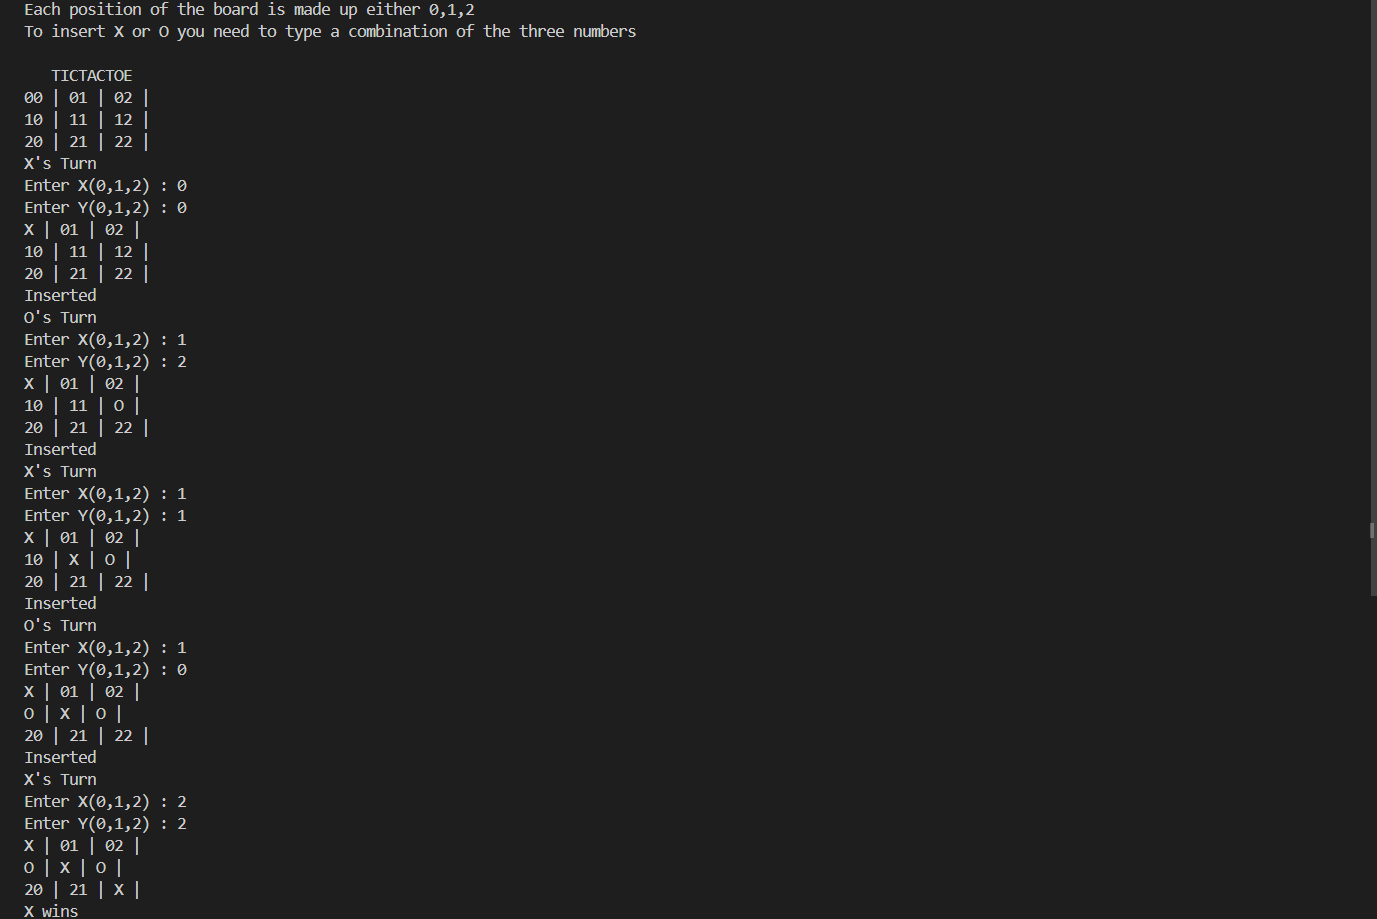 Each position of the board is made up either 0,1,2
To insert X or O you need to type a combination of the three numbers
TICTACTOE
00 | 01 | 02 |
10 | 11 | 12 |
20 | 21 | 22 |
X's Turn
Enter X(0,1,2) : 0
Enter Y(0,1,2) : 0
X | 01 | 02 |
10 | 11 | 12 |
20 | 21 | 22 |
Inserted
O's Turn
Enter X(0,1,2) : 1
Enter Y(0,1,2) : 2
X | 01 | 02 |
10 | 11 | O |
20 | 21 | 22 |
Inserted
X's Turn
Enter X(0,1,2) : 1
Enter Y(0,1,2) : 1
X | 01 | 02 |
10 | X | O |
20 | 21 | 22 |
Inserted
O's Turn
Enter X(0,1,2) : 1
Enter Y(0,1,2) : 0
X | 01 | 02 |
O | X | O |
20 | 21 | 22 |
Inserted
X's Turn
Enter X(0,1,2) : 2
Enter Y(0,1,2) : 2
X | 01 | 02 |
O | X | O |
20 | 21 | X |
X wins